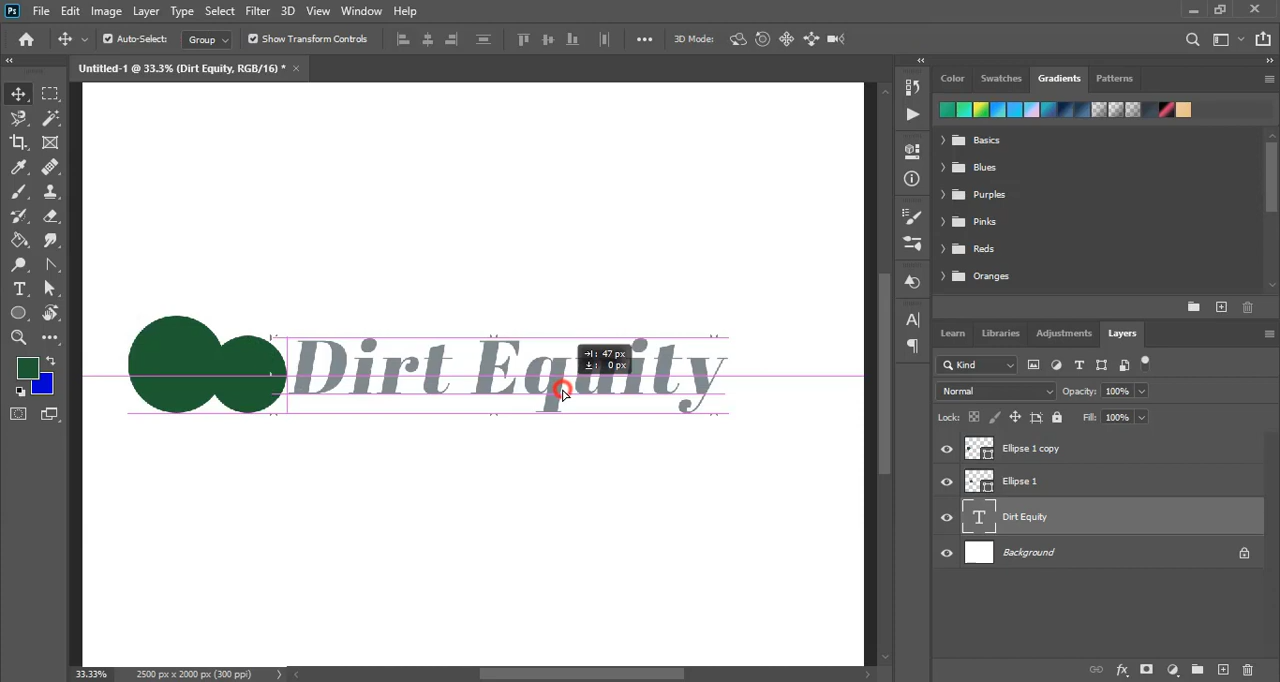 Ps File Edit Image Layer Type Select Filter 3D View Window Help
Auto-Select: Group Show Transform Controls 3D Mode:
Untitled-1 @ 33.3% (Dirt Equity, RGB/16) *
Color Swatches Gradients Patterns
Basics
Blues
Purples
Pinks
Reds
Oranges
Dirt Equity
47 px
0 px
Learn Libraries Adjustments Layers
Kind
Normal Opacity: 100%
Lock: Fill: 100%
Ellipse 1 copy
Ellipse 1
Dirt Equity
Background
33.33% 2500 px x 2000 px (300 ppi)